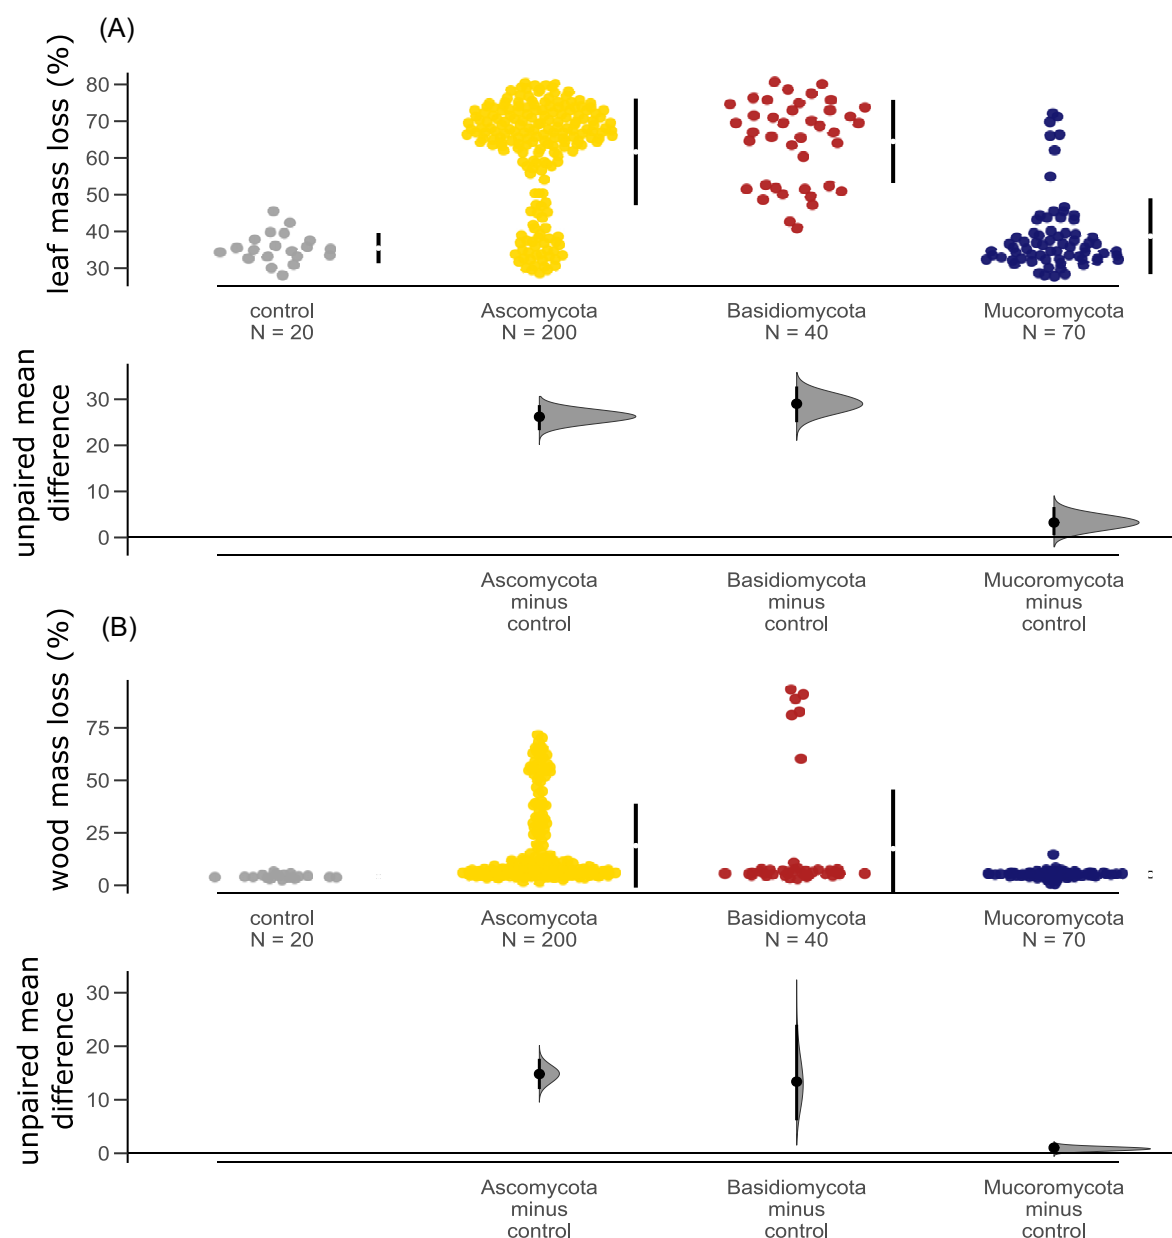 (A)
leaf mass loss (%)
80
70
60
50
40
30
control
N = 20
Ascomycota
N = 200
Basidiomycota
N = 40
Mucoromycota
N = 70
unpaired mean
difference
30
20
10
0
Ascomycota
minus
control
Basidiomycota
minus
control
Mucoromycota
minus
control
(B)
wood mass loss (%)
75
50
25
0
control
N = 20
Ascomycota
N = 200
Basidiomycota
N = 40
Mucoromycota
N = 70
unpaired mean
difference
30
20
10
0
Ascomycota
minus
control
Basidiomycota
minus
control
Mucoromycota
minus
control